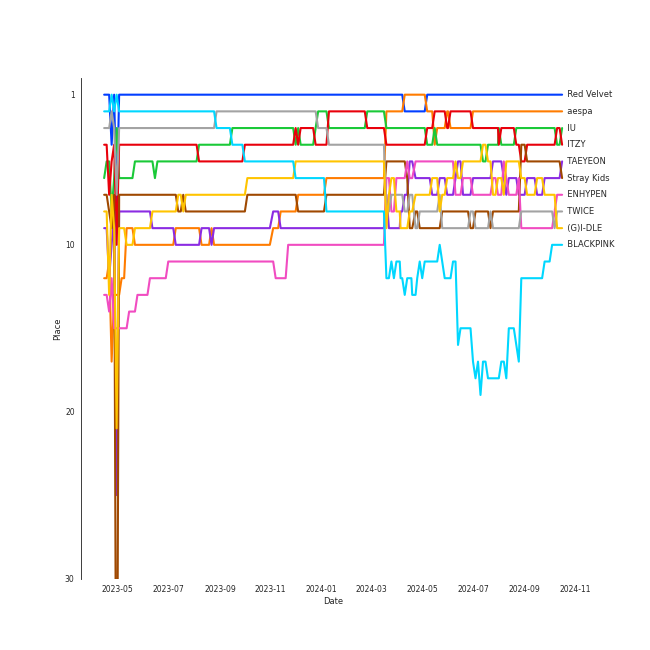 1
10
20
30
Place
Red Velvet
aespa
IU
ITZY
TAEYEON
Stray Kids
ENHYPEN
TWICE
(G)I-DLE
BLACKPINK
2023-05
2023-07
2023-09
2023-11
2024-01
2024-03
2024-05
2024-07
2024-09
2024-11
Date